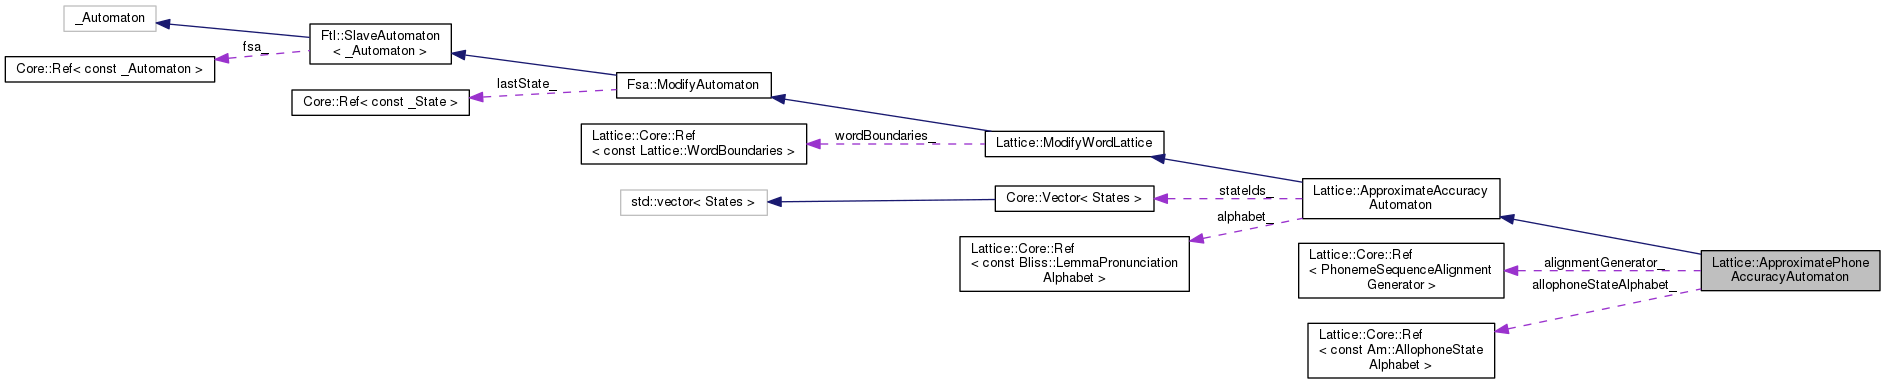 _Automaton
Ftl::SlaveAutomaton
< _Automaton >
fsa_
Core::Ref< const _Automaton >
Fsa::ModifyAutomaton
lastState_
Core::Ref< const _State >
Lattice::Core::Ref
< const Lattice::WordBoundaries >
wordBoundaries_
Lattice::ModifyWordLattice
std::vector< States >
Core::Vector< States >
stateIds_
Lattice::ApproximateAccuracy
Automaton
alphabet_
Lattice::Core::Ref
< const Bliss::LemmaPronunciation
Alphabet >
Lattice::Core::Ref
< PhonemeSequenceAlignment
Generator >
alignmentGenerator_
Lattice::ApproximatePhone
AccuracyAutomaton
allophoneStateAlphabet_
Lattice::Core::Ref
< const Am::AllophoneState
Alphabet >